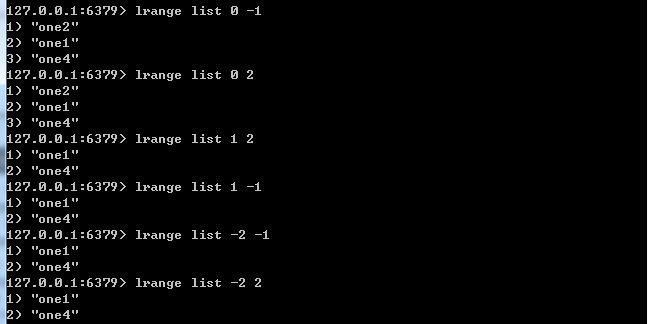 127.0.0.1:6379> lrange list 0 -1
1) "one2"
2) "one1"
3) "one4"
127.0.0.1:6379> lrange list 0 2
1) "one2"
2) "one1"
3) "one4"
127.0.0.1:6379> lrange list 1 2
1) "one1"
2) "one4"
127.0.0.1:6379> lrange list 1 -1
1) "one1"
2) "one4"
127.0.0.1:6379> lrange list -2 -1
1) "one1"
2) "one4"
127.0.0.1:6379> lrange list -2 2
1) "one1"
2) "one4"